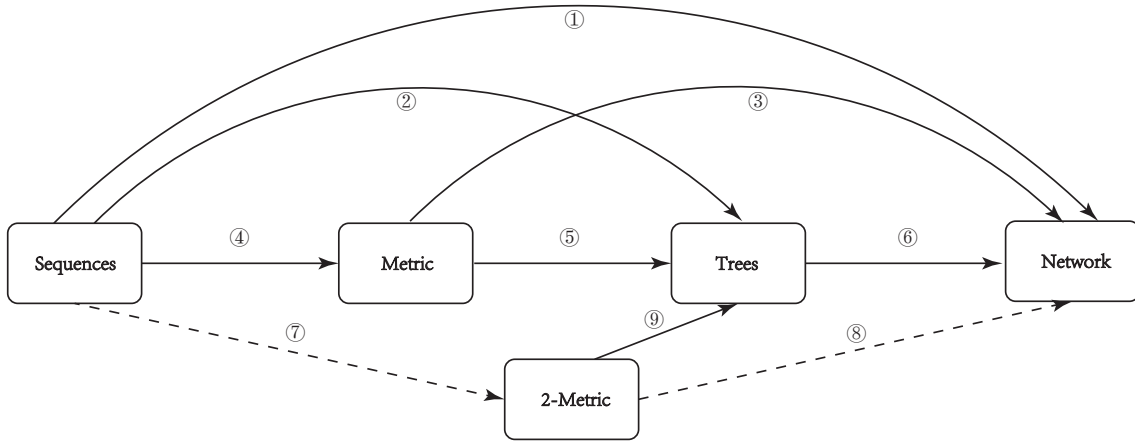 ①
②
③
④
⑤
⑥
Sequences
Metric
Trees
Network
⑦
⑨
⑧
2-Metric